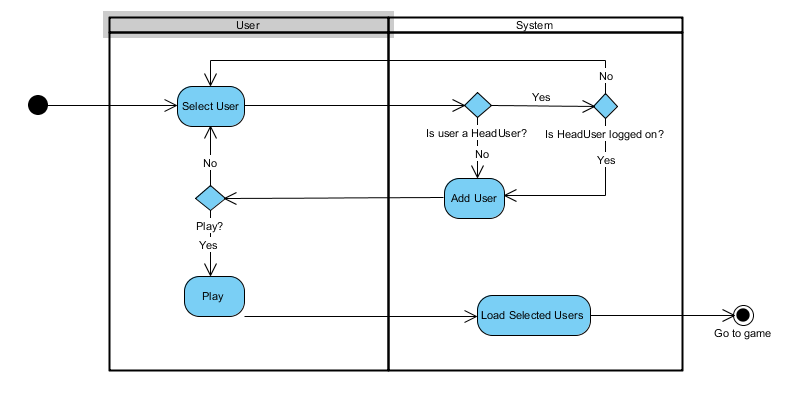 User
System
No
Select User
Yes
Is user a HeadUser?
Is HeadUser logged on?
No
No
Yes
Add User
Play?
Yes
Play
Load Selected Users
Go to game